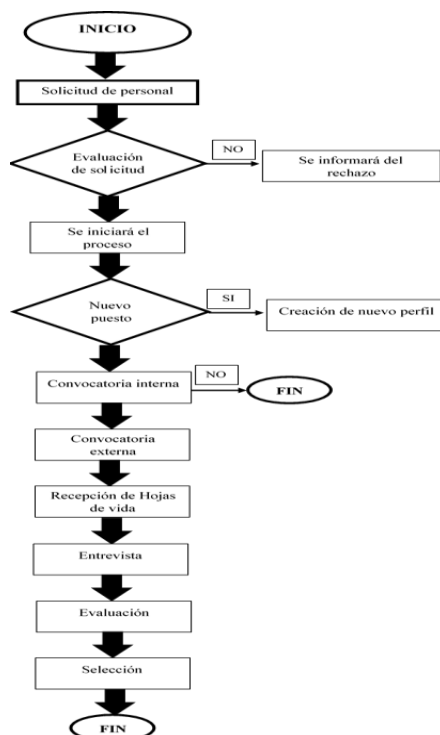 INICIO
Solicitud de personal
Evaluación
de solicitud
NO
Se informará del
rechazo
Se iniciará el
proceso
Nuevo
puesto
SI
Creación de nuevo perfil
Convocatoria interna
NO
FIN
Convocatoria
externa
Recepción de Hojas
de vida
Entrevista
Evaluación
Selección
FIN